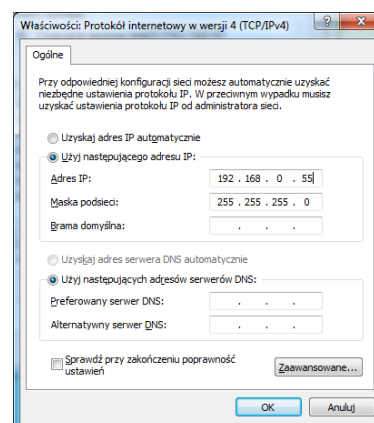 Właściwości: Protokół internetowy w wersji 4 (TCP/IPv4)
Ogólne
Przy odpowiedniej konfiguracji sieci możesz automatycznie uzyskać
niezbędne ustawienia protokołu IP. W przeciwnym wypadku musisz
uzyskać ustawienia protokołu IP od administratora sieci.
Uzyskaj adres IP automatycznie
Użyj następującego adresu IP:
Adres IP: 192 . 168 . 0 . 55
Maska podsieci: 255 . 255 . 255 . 0
Brama domyślna: . . .
Uzyskaj adres serwera DNS automatycznie
Użyj następujących adresów serwerów DNS:
Preferowany serwer DNS: . . .
Alternatywny serwer DNS: . . .
Sprawdź przy zakończeniu poprawność
ustawień
Zaawansowane...
OK Anuluj